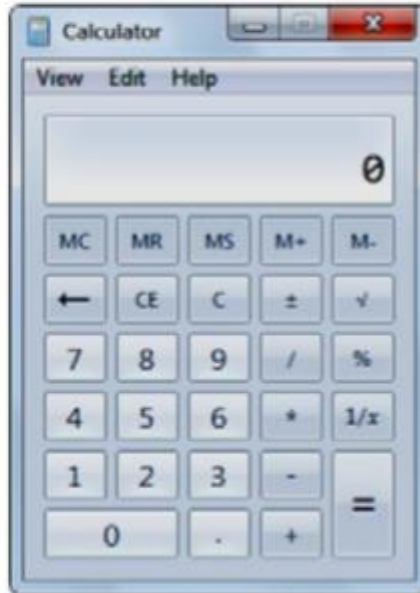 Calculator
View Edit Help
0
MC MR MS M+ M-
← CE C ± √
7 8 9 / %
4 5 6 * 1/x
1 2 3 - =
0 . +